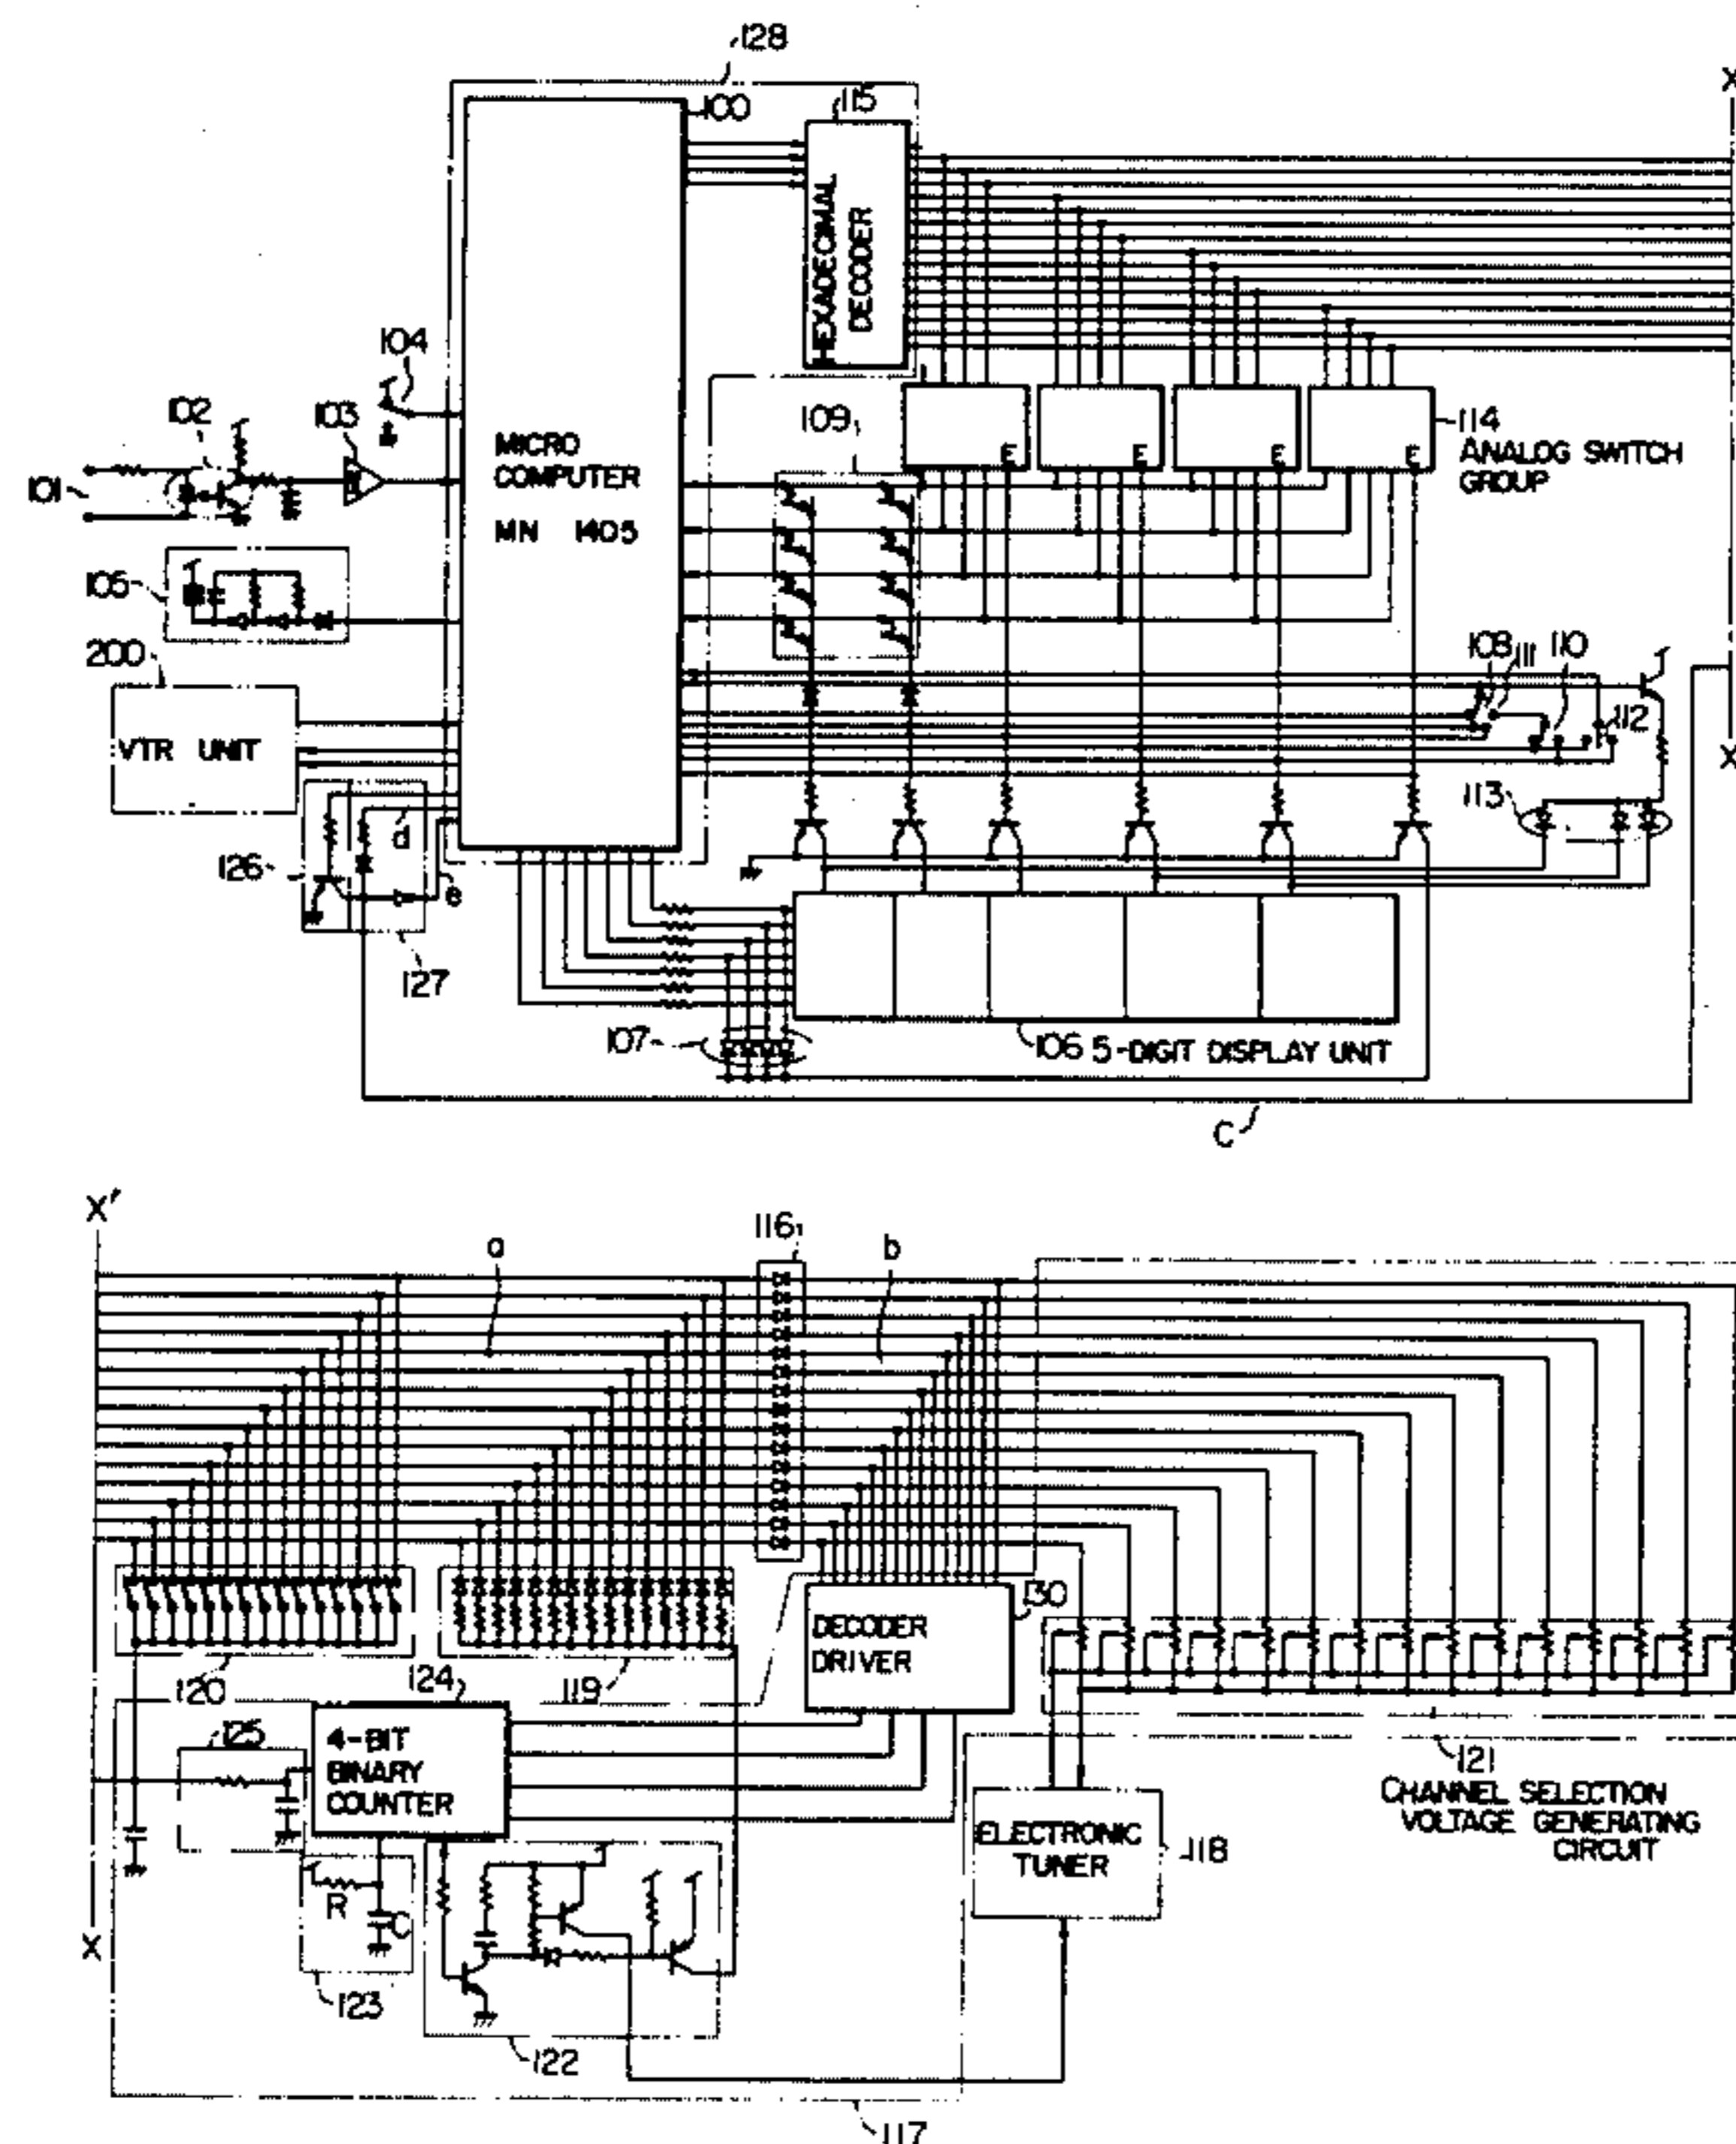 128
100
115
X'
HEXADECIMAL
DECODER
104
102
103
109
101
MICRO
COMPUTER
MN 1405
E
E
E
E
114
ANALOG SWITCH
GROUP
105
200
108
111
110
112
VTR UNIT
X
113
d
126
e
127
107
106 5-DIGIT DISPLAY UNIT
C
X'
116
a
b
130
DECODER
DRIVER
120
124
119
125
4-BIT
BINARY
COUNTER
121
CHANNEL SELECTION
VOLTAGE GENERATING
CIRCUIT
ELECTRONIC
TUNER
118
R
C
X
123
122
117